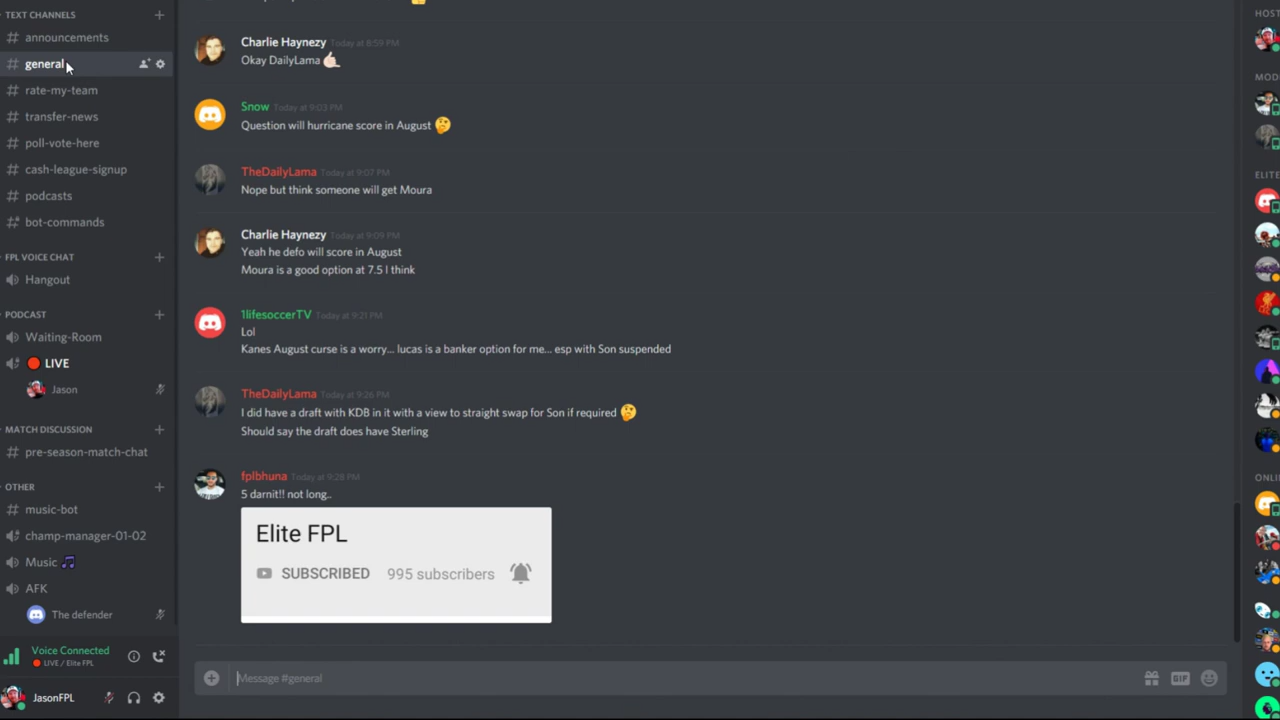 TEXT CHANNELS
announcements
general
rate-my-team
transfer-news
poll-vote-here
cash-league-signup
podcasts
bot-commands
FPL VOICE CHAT
Hangout
PODCAST
Waiting-Room
LIVE
Jason
MATCH DISCUSSION
pre-season-match-chat
OTHER
music-bot
champ-manager-01-02
Music
AFK
The defender
Voice Connected
LIVE / Elite FPL
JasonFPL
Charlie Haynezy Today at 8:59 PM
Okay DailyLama
Snow Today at 9:03 PM
Question will hurricane score in August
TheDailyLama Today at 9:07 PM
Nope but think someone will get Moura
Charlie Haynezy Today at 9:09 PM
Yeah he defo will score in August
Moura is a good option at 7.5 I think
1lifesoccerTV Today at 9:21 PM
Lol
Kanes August curse is a worry... lucas is a banker option for me... esp with Son suspended
TheDailyLama Today at 9:26 PM
I did have a draft with KDB in it with a view to straight swap for Son if required
Should say the draft does have Sterling
fplbhuna Today at 9:28 PM
5 darnit!! not long..
Elite FPL
SUBSCRIBED 995 subscribers
Message #general
GIF
HOST
MOD
ELITE
ONLI